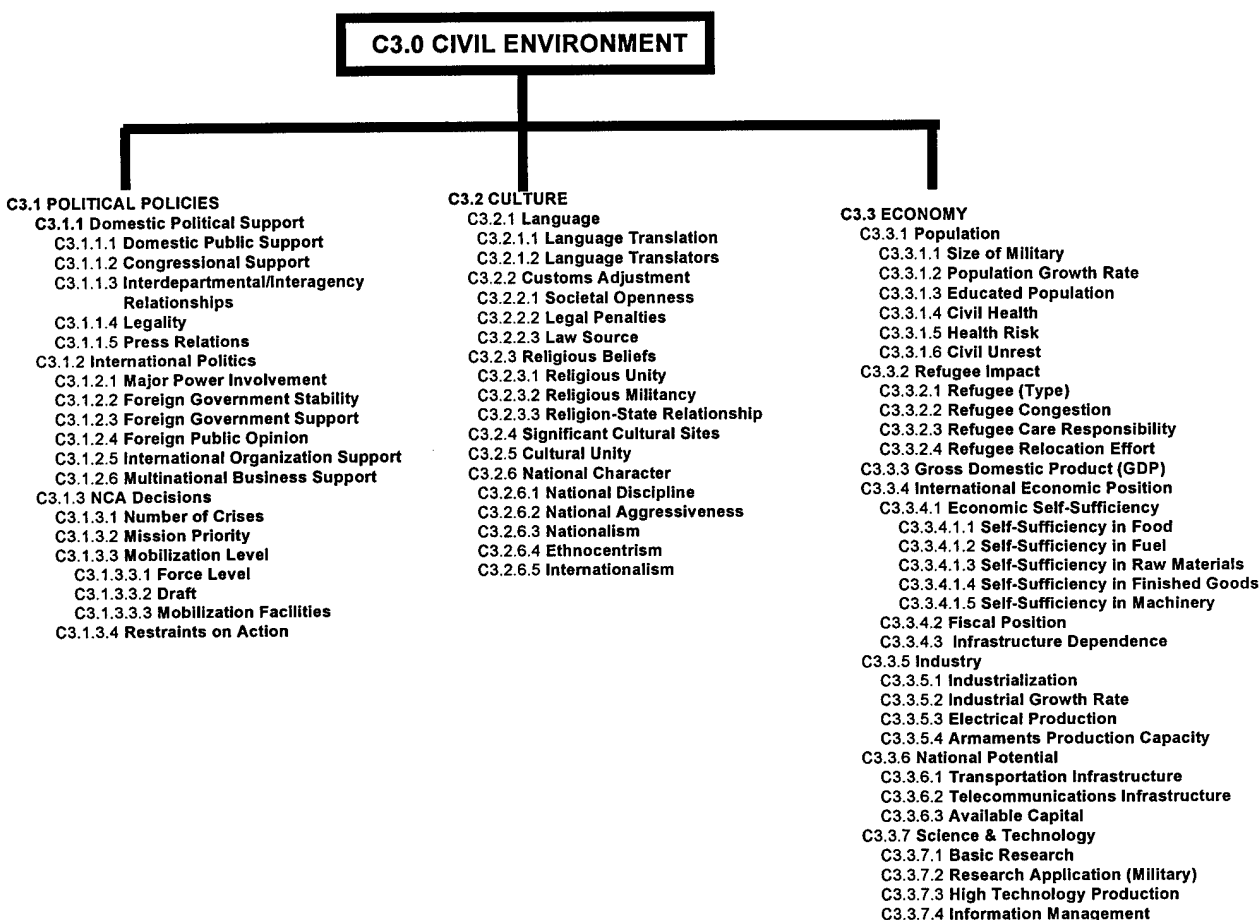 C3.0 CIVIL ENVIRONMENT
C3.1 POLITICAL POLICIES
C3.1.1 Domestic Political Support
C3.1.1.1 Domestic Public Support
C3.1.1.2 Congressional Support
C3.1.1.3 Interdepartmental/Interagency
Relationships
C3.1.1.4 Legality
C3.1.1.5 Press Relations
C3.1.2 International Politics
C3.1.2.1 Major Power Involvement
C3.1.2.2 Foreign Government Stability
C3.1.2.3 Foreign Government Support
C3.1.2.4 Foreign Public Opinion
C3.1.2.5 International Organization Support
C3.1.2.6 Multinational Business Support
C3.1.3 NCA Decisions
C3.1.3.1 Number of Crises
C3.1.3.2 Mission Priority
C3.1.3.3 Mobilization Level
C3.1.3.3.1 Force Level
C3.1.3.3.2 Draft
C3.1.3.3.3 Mobilization Facilities
C3.1.3.4 Restraints on Action
C3.2 CULTURE
C3.2.1 Language
C3.2.1.1 Language Translation
C3.2.1.2 Language Translators
C3.2.2 Customs Adjustment
C3.2.2.1 Societal Openness
C3.2.2.2 Legal Penalties
C3.2.2.3 Law Source
C3.2.3 Religious Beliefs
C3.2.3.1 Religious Unity
C3.2.3.2 Religious Militancy
C3.2.3.3 Religion-State Relationship
C3.2.4 Significant Cultural Sites
C3.2.5 Cultural Unity
C3.2.6 National Character
C3.2.6.1 National Discipline
C3.2.6.2 National Aggressiveness
C3.2.6.3 Nationalism
C3.2.6.4 Ethnocentrism
C3.2.6.5 Internationalism
C3.3 ECONOMY
C3.3.1 Population
C3.3.1.1 Size of Military
C3.3.1.2 Population Growth Rate
C3.3.1.3 Educated Population
C3.3.1.4 Civil Health
C3.3.1.5 Health Risk
C3.3.1.6 Civil Unrest
C3.3.2 Refugee Impact
C3.3.2.1 Refugee (Type)
C3.3.2.2 Refugee Congestion
C3.3.2.3 Refugee Care Responsibility
C3.3.2.4 Refugee Relocation Effort
C3.3.3 Gross Domestic Product (GDP)
C3.3.4 International Economic Position
C3.3.4.1 Economic Self-Sufficiency
C3.3.4.1.1 Self-Sufficiency in Food
C3.3.4.1.2 Self-Sufficiency in Fuel
C3.3.4.1.3 Self-Sufficiency in Raw Materials
C3.3.4.1.4 Self-Sufficiency in Finished Goods
C3.3.4.1.5 Self-Sufficiency in Machinery
C3.3.4.2 Fiscal Position
C3.3.4.3 Infrastructure Dependence
C3.3.5 Industry
C3.3.5.1 Industrialization
C3.3.5.2 Industrial Growth Rate
C3.3.5.3 Electrical Production
C3.3.5.4 Armaments Production Capacity
C3.3.6 National Potential
C3.3.6.1 Transportation Infrastructure
C3.3.6.2 Telecommunications Infrastructure
C3.3.6.3 Available Capital
C3.3.7 Science & Technology
C3.3.7.1 Basic Research
C3.3.7.2 Research Application (Military)
C3.3.7.3 High Technology Production
C3.3.7.4 Information Management